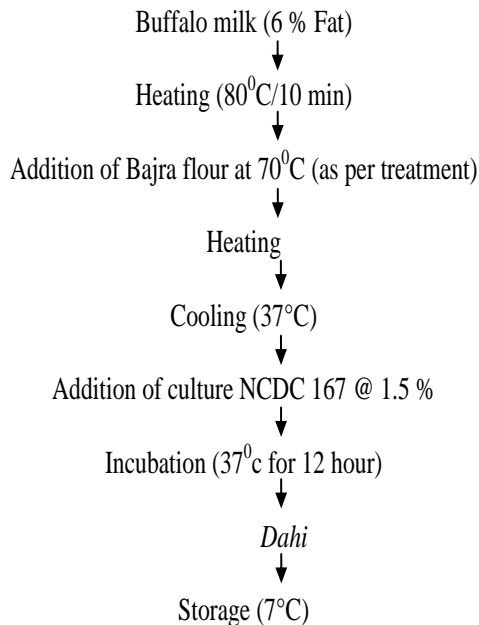 Buffalo milk (6 % Fat)
Heating (80⁰C/10 min)
Addition of Bajra flour at 70⁰C (as per treatment)
Heating
Cooling (37°C)
Addition of culture NCDC 167 @ 1.5 %
Incubation (37⁰c for 12 hour)
Dahi
Storage (7°C)